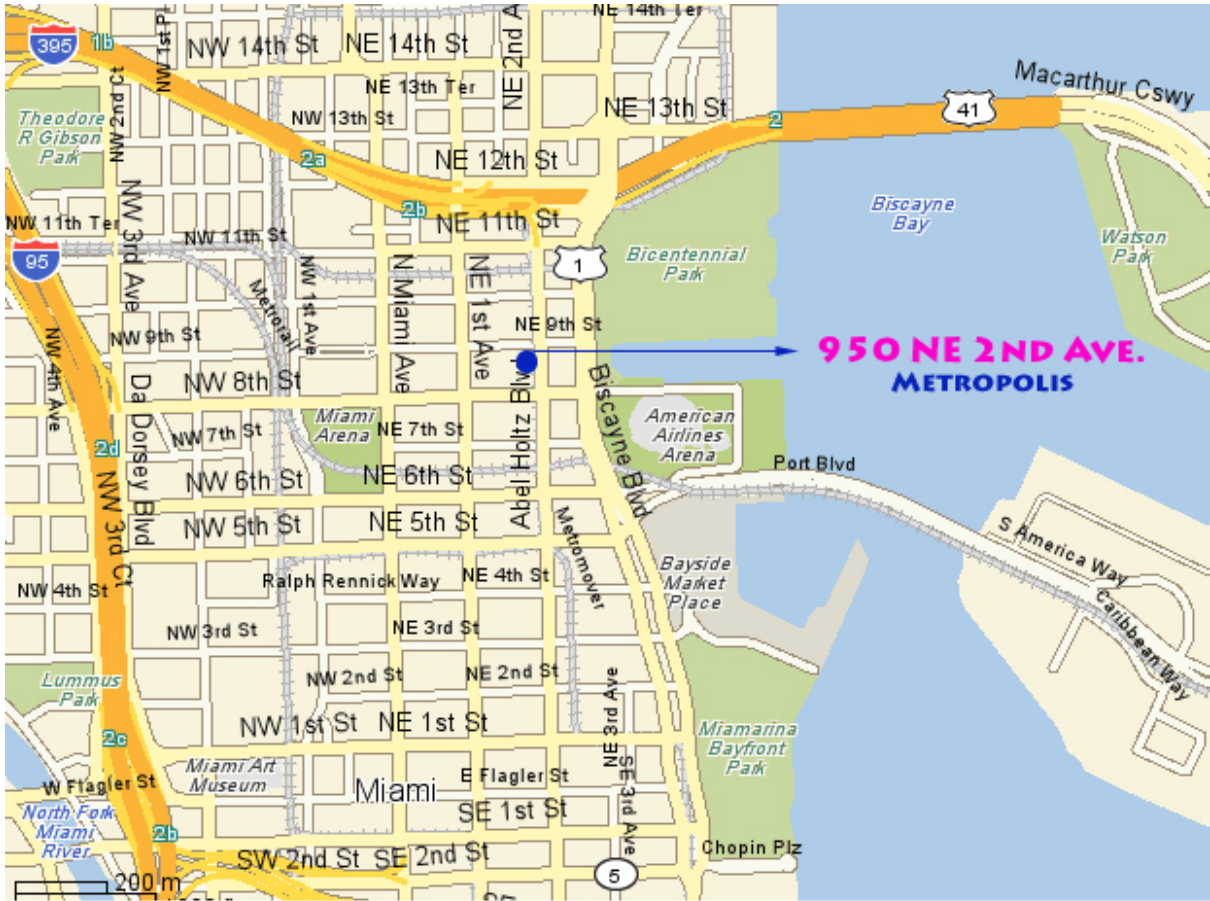 NE 14th Ter
395
1b
NW 1st Pl
NW 14th St
NE 14th St
NE 2nd A
Macarthur Cswy
NW 2nd Ct
NE 13th Ter
NE 13th St
41
Theodore
R Gibson
Park
NW 13th St
2
2a
NE 12th St
NW 3rd Ave
2b
NE 11th St
Biscayne
Bay
NW 11th Ter
NW 11th St
Watson
Park
95
1
Bicentennial
Park
Metrorail
NW 1st Ave
N Miami Ave
NE 1st Ave
NW 4th Ave
NW 9th St
NE 9th St
950 NE 2nd Ave.
Metropolis
NW 8th St
Da Dorsey Blvd
Abel Holtz Blv
Biscayne Blvd
Miami
Arena
American
Airlines
Arena
NW 7th St
NE 7th St
2d
NW 3rd Ct
NW 6th St
NE 6th St
Port Blvd
NW 5th St
NE 5th St
Metromover
S America Way
Bayside
Market
Place
NW 4th St
Ralph Rennick Way
NE 4th St
Caribbean Way
NW 3rd St
NE 3rd St
Lummus
Park
NW 2nd St
NE 2nd St
NE 3rd Ave
NW 1st St
NE 1st St
Miamarina
Bayfront
Park
2c
Miami Art
Museum
E Flagler St
SE 3rd Ave
W Flagler St
Miami
SE 1st St
North Fork
Miami
River
2b
SW 2nd St
SE 2nd St
Chopin Plz
5
200 m